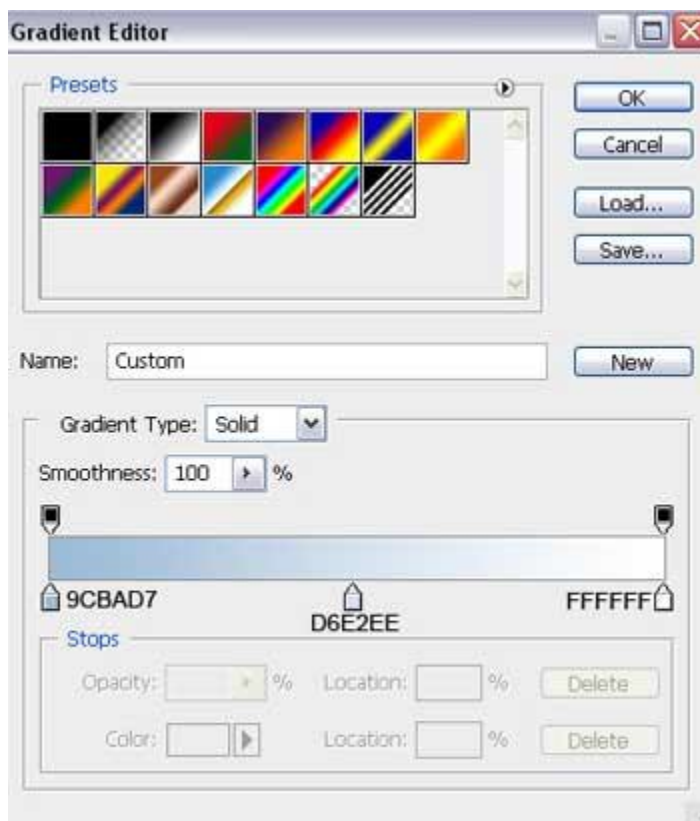 Gradient Editor
Presets
OK
Cancel
Load...
Save...
Name: Custom
New
Gradient Type: Solid
Smoothness: 100 %
9CBAD7
D6E2EE
FFFFFF
Stops
Opacity: % Location: % Delete
Color: Location: % Delete